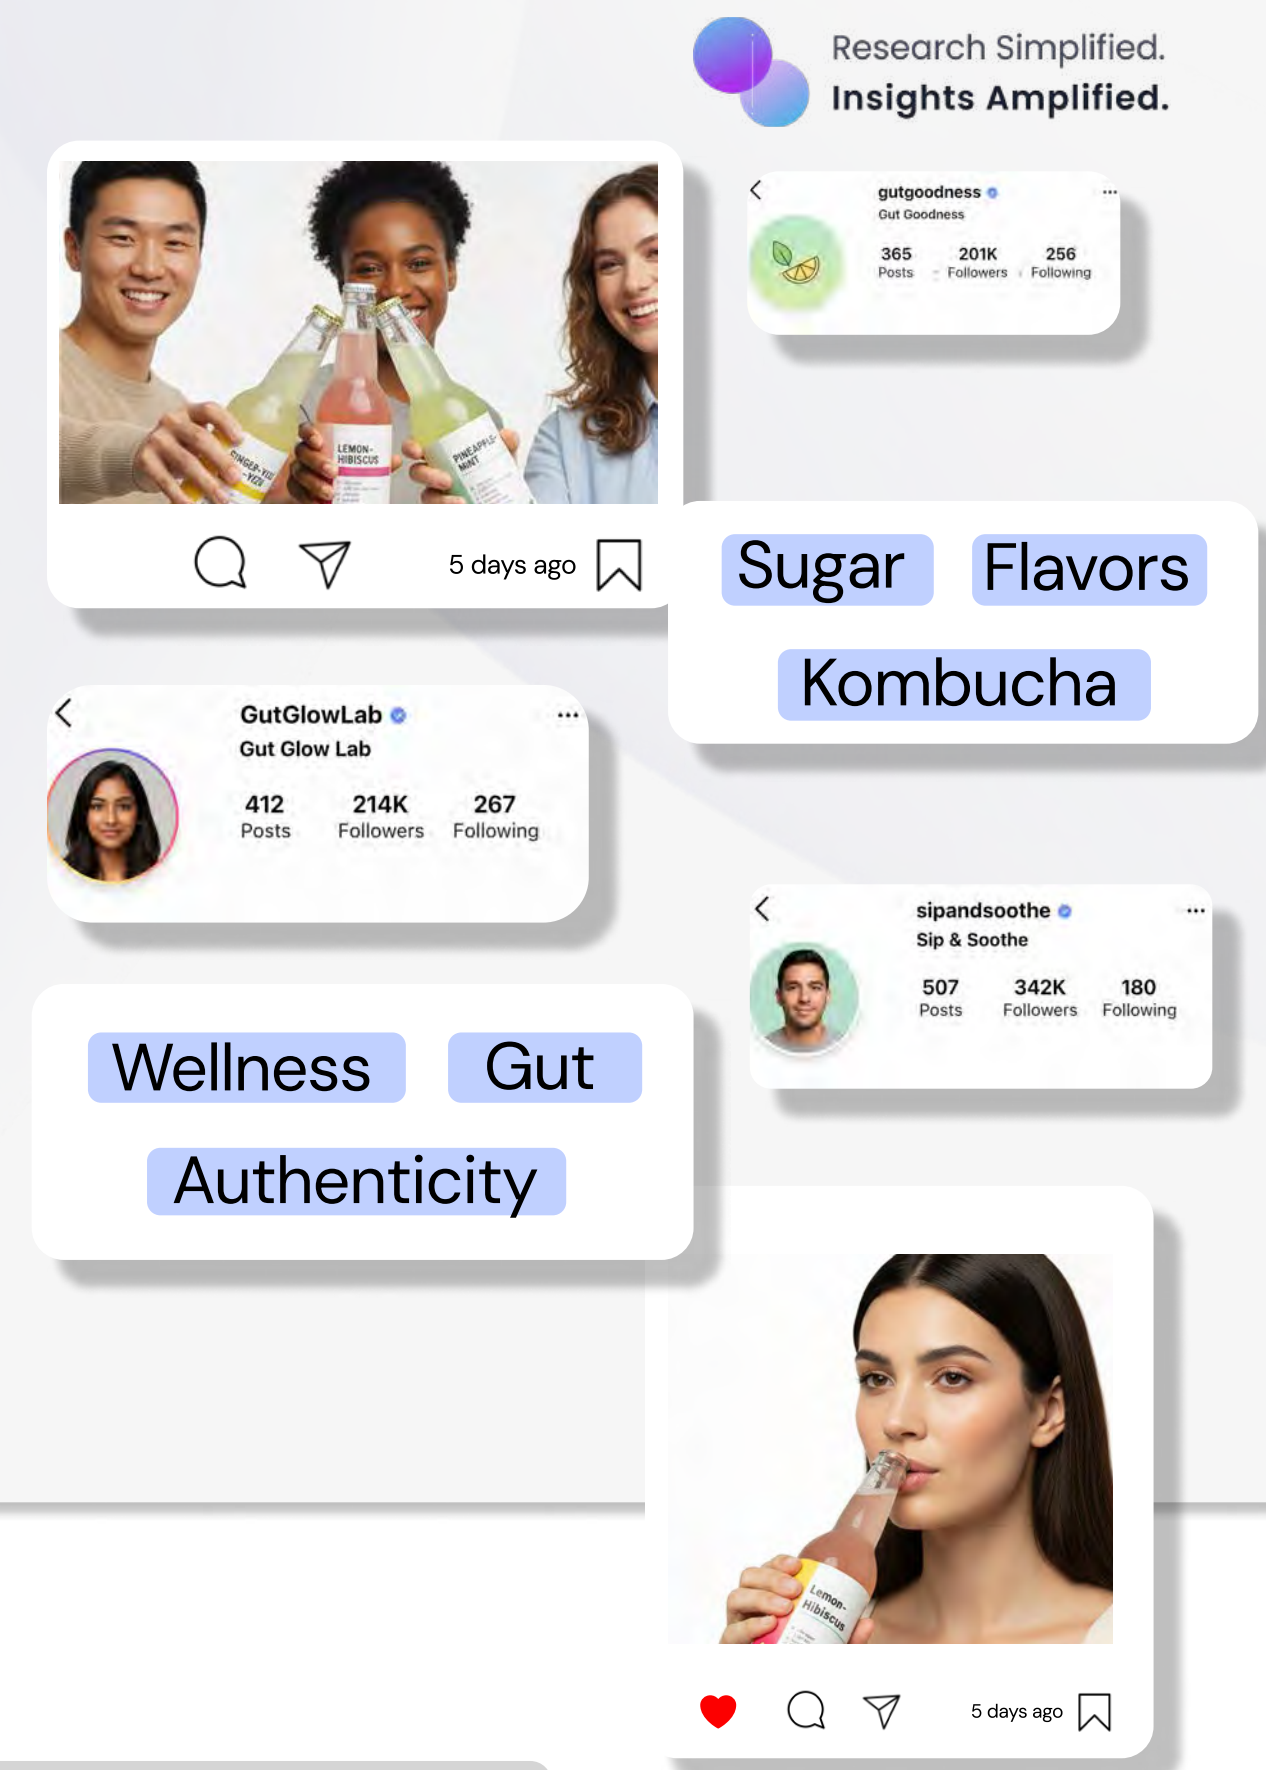 Research Simplified.
Insights Amplified.
gutgoodness
Gut Goodness
365 201K 256
Posts Followers Following
LEMON-
HIBISCUS
PINEAPPLE-
MINT
5 days ago
Sugar Flavors
Kombucha
GutGlowLab
Gut Glow Lab
412 214K 267
Posts Followers Following
sipandsoothe
Sip & Soothe
507 342K 180
Posts Followers Following
Wellness Gut
Authenticity
Lemon-
Hibiscus
5 days ago